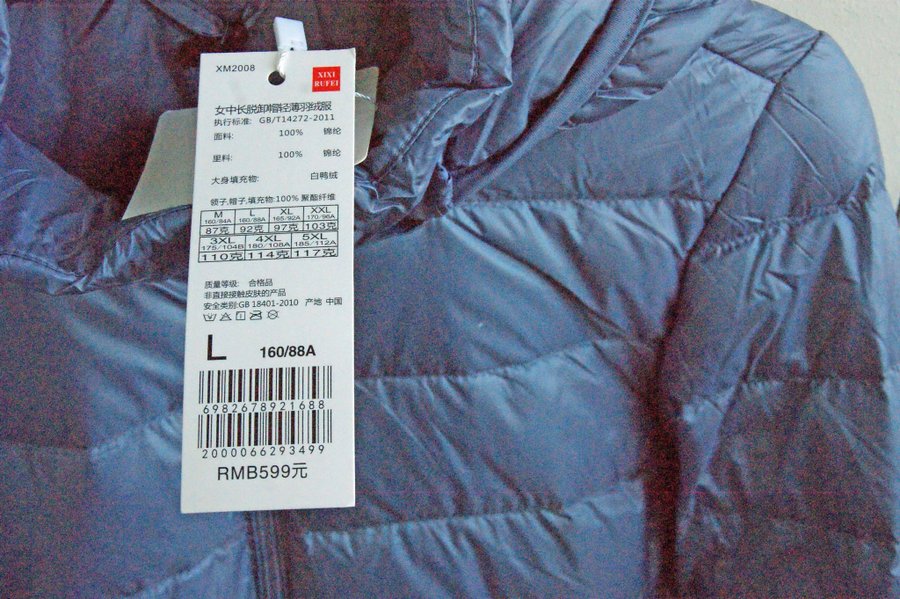 XM2008
XIXI
RUFEI
女中长脱卸帽轻薄羽绒服
执行标准: GB/T14272-2011
面料: 100% 锦纶
里料: 100% 锦纶
大身填充物: 白鸭绒
领子,帽子,填充物:100% 聚酯纤维
M L XL XXL
160/84A 160/88A 165/92A 170/96A
87克 92克 97克 103克
3XL 4XL 5XL
175/104B 180/108A 185/112A
110克 114克 117克
质量等级: 合格品
非直接接触皮肤的产品
安全类别:GB 18401-2010 产地 中国
L 160/88A
6982678921688
2000066293499
RMB599元